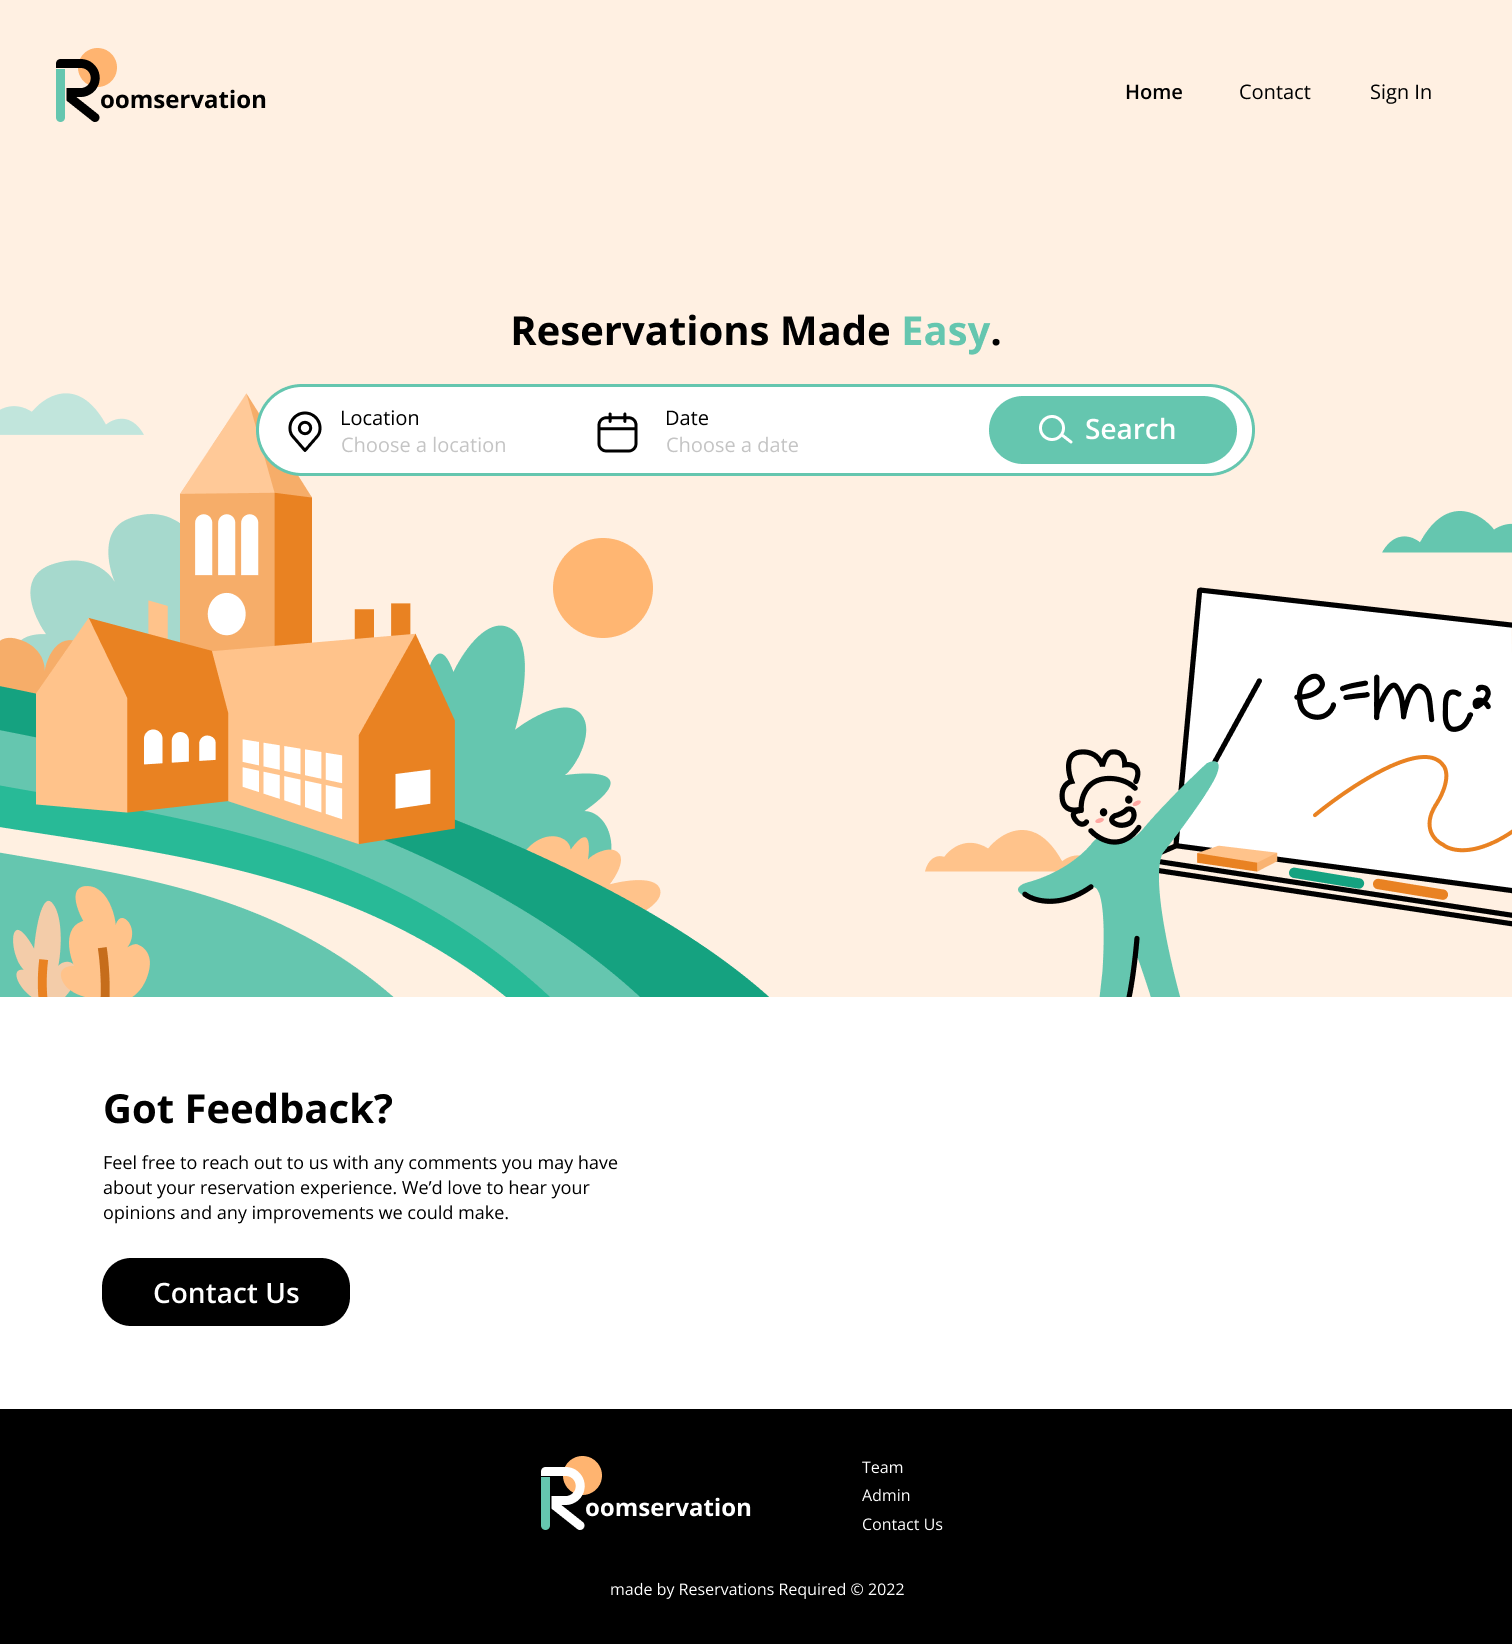 Roomservation
Home Contact Sign In
Reservations Made Easy.
Location
Choose a location
Date
Choose a date
Search
e=mc²
Got Feedback?
Feel free to reach out to us with any comments you may have
about your reservation experience. We’d love to hear your
opinions and any improvements we could make.
Contact Us
Roomservation
Team
Admin
Contact Us
made by Reservations Required © 2022